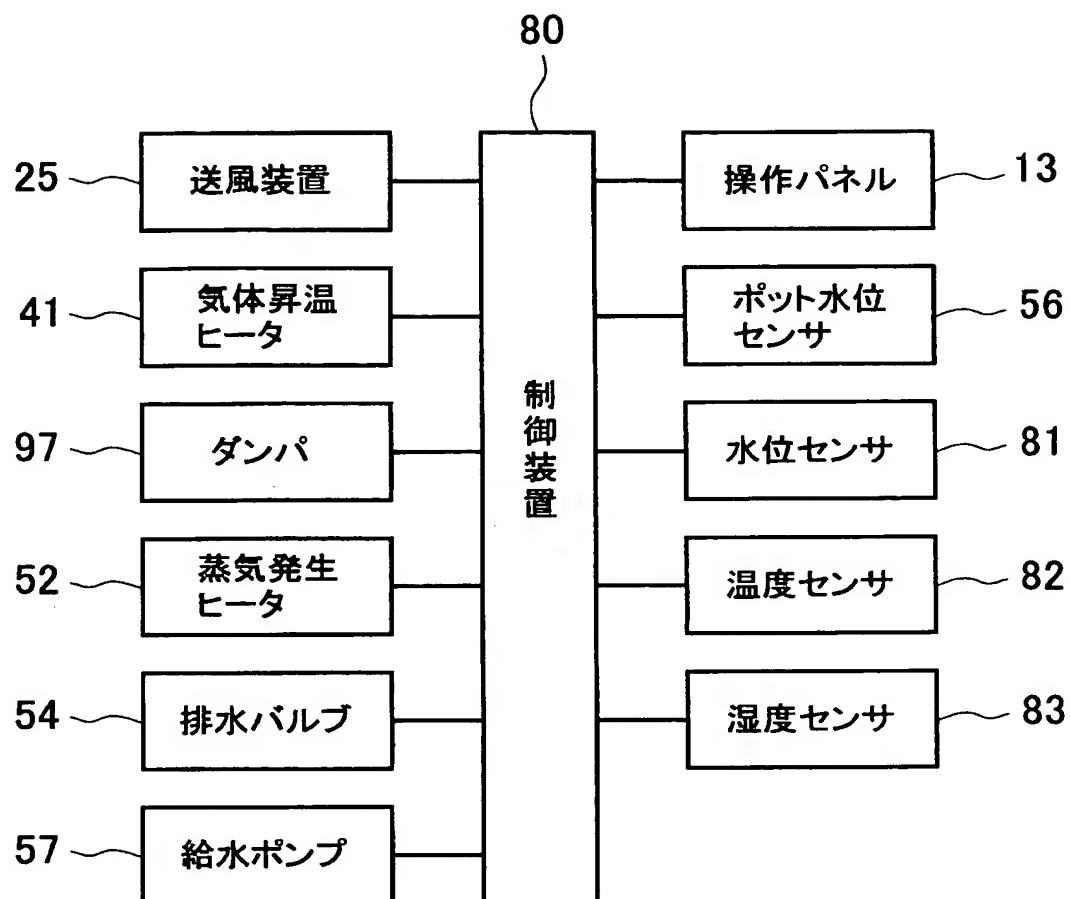 80
25
送風装置
操作パネル
13
41
気体昇温
ヒータ
ポット水位
センサ
56
97
ダンパ
制御装置
水位センサ
81
52
蒸気発生
ヒータ
温度センサ
82
54
排水バルブ
湿度センサ
83
57
給水ポンプ